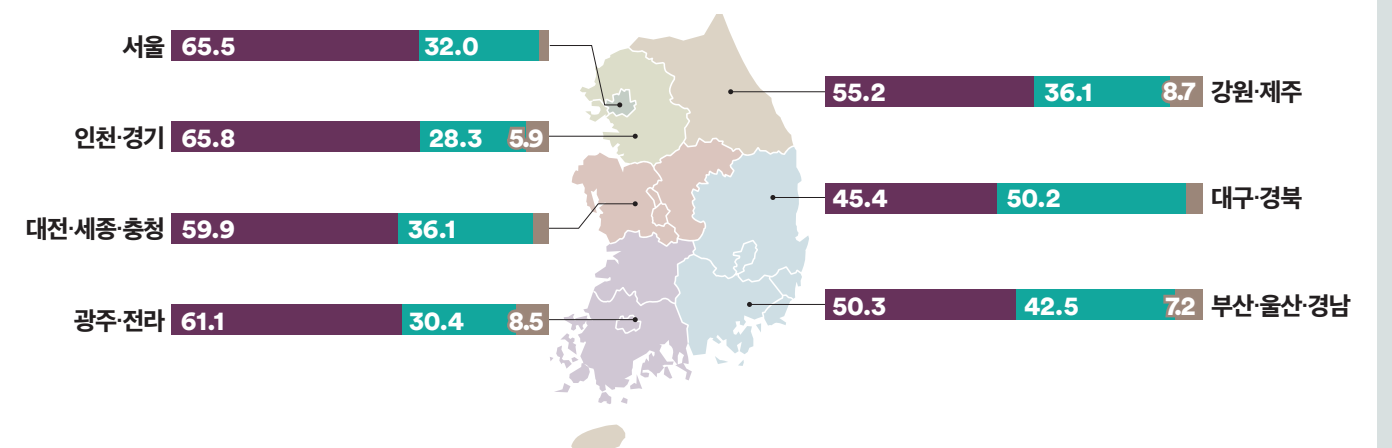 서울 65.5 32.0
인천·경기 65.8 28.3 5.9
대전·세종·충청 59.9 36.1
광주·전라 61.1 30.4 8.5
55.2 36.1 8.7 강원·제주
45.4 50.2 대구·경북
50.3 42.5 7.2 부산·울산·경남